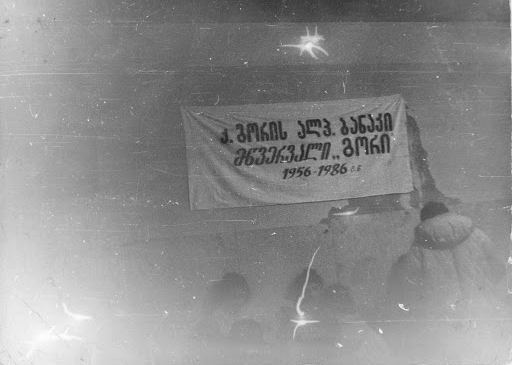 ქ. გორის ალპ. ბანაკი
მწვერვალი „ გორი
1956-1986 წ.წ